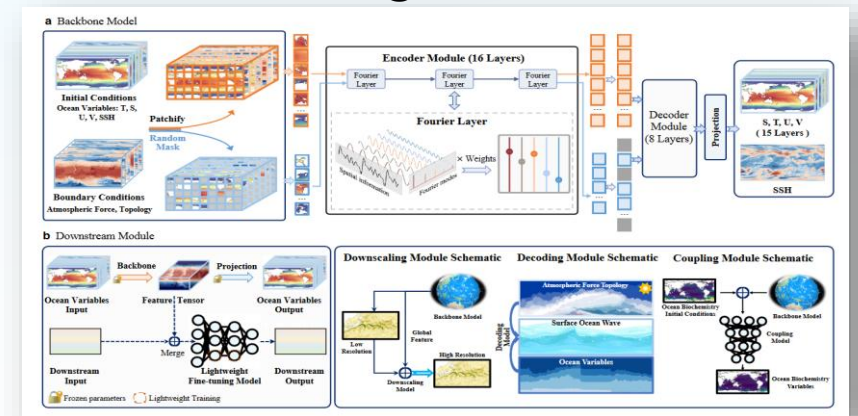 a Backbone Model
Initial Conditions
Ocean Variables: T, S,
U, V, SSH
Patchify
Random
Mask
Boundary Conditions
Atmospheric Force, Topology
Encoder Module (16 Layers)
Fourier
Layer
Fourier
Layer
Fourier
Layer
Fourier Layer
Spatial information
Fourier modes
× Weights
Decoder
Module
(8 Layers)
Projection
S, T, U, V
( 15 Layers )
SSH
b Downstream Module
Backbone
Projection
Ocean Variables
Input
Feature Tensor
Ocean Variables
Output
Merge
Downstream
Input
Lightweight
Fine-tuning Model
Downstream
Output
Frozen parameters
Lightweight Training
Downscaling Module Schematic
Backbone Model
Global
Feature
Low
Resolution
High Resolution
Downscaling
Model
Decoding Module Schematic
Atmospheric Force Topology
Decoding
Model
Surface Ocean Wave
Ocean Variables
Coupling Module Schematic
Ocean Biochemistry
Initial Conditions
Backbone Model
Coupling
Model
Ocean Biochemistry
Variables